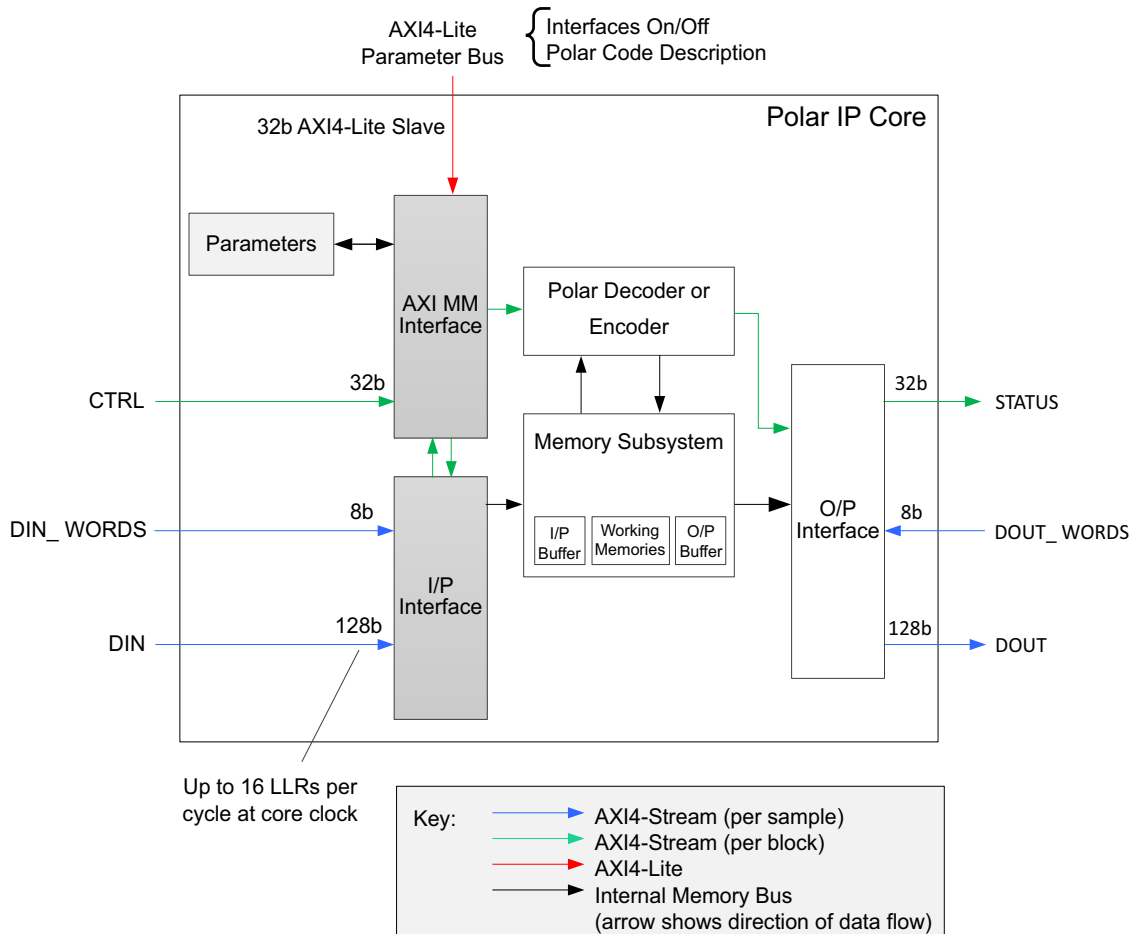 AXI4-Lite
Parameter Bus
Interfaces On/Off
Polar Code Description
Polar IP Core
32b AXI4-Lite Slave
Parameters
AXI MM
Interface
Polar Decoder or
Encoder
CTRL
32b
32b
STATUS
Memory Subsystem
I/P
Buffer
Working
Memories
O/P
Buffer
O/P
Interface
DIN_ WORDS
8b
8b
DOUT_ WORDS
I/P
Interface
DIN
128b
128b
DOUT
Up to 16 LLRs per
cycle at core clock
Key:
AXI4-Stream (per sample)
AXI4-Stream (per block)
AXI4-Lite
Internal Memory Bus
(arrow shows direction of data flow)